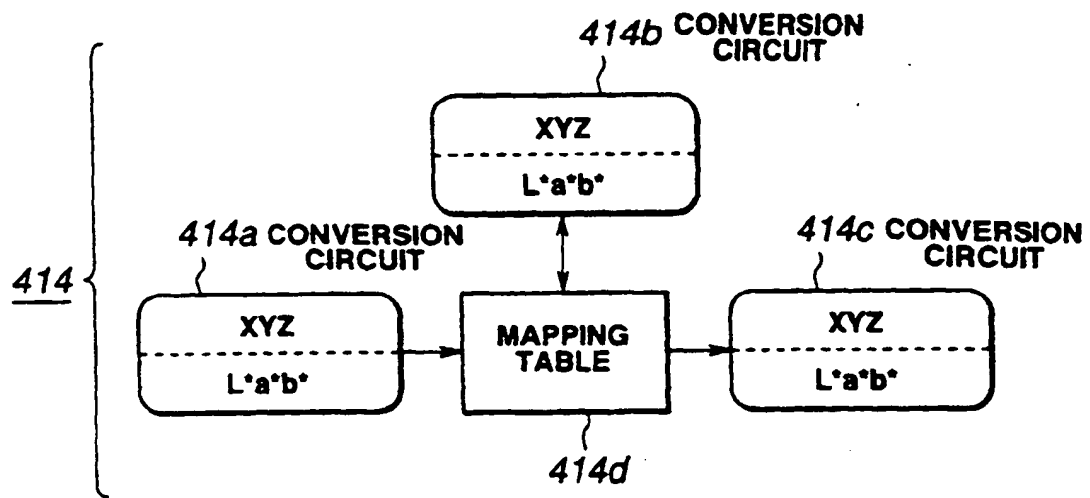 414b CONVERSION
CIRCUIT
XYZ
L*a*b*
414a CONVERSION
CIRCUIT
414c CONVERSION
CIRCUIT
414
XYZ
L*a*b*
MAPPING
TABLE
XYZ
L*a*b*
414d